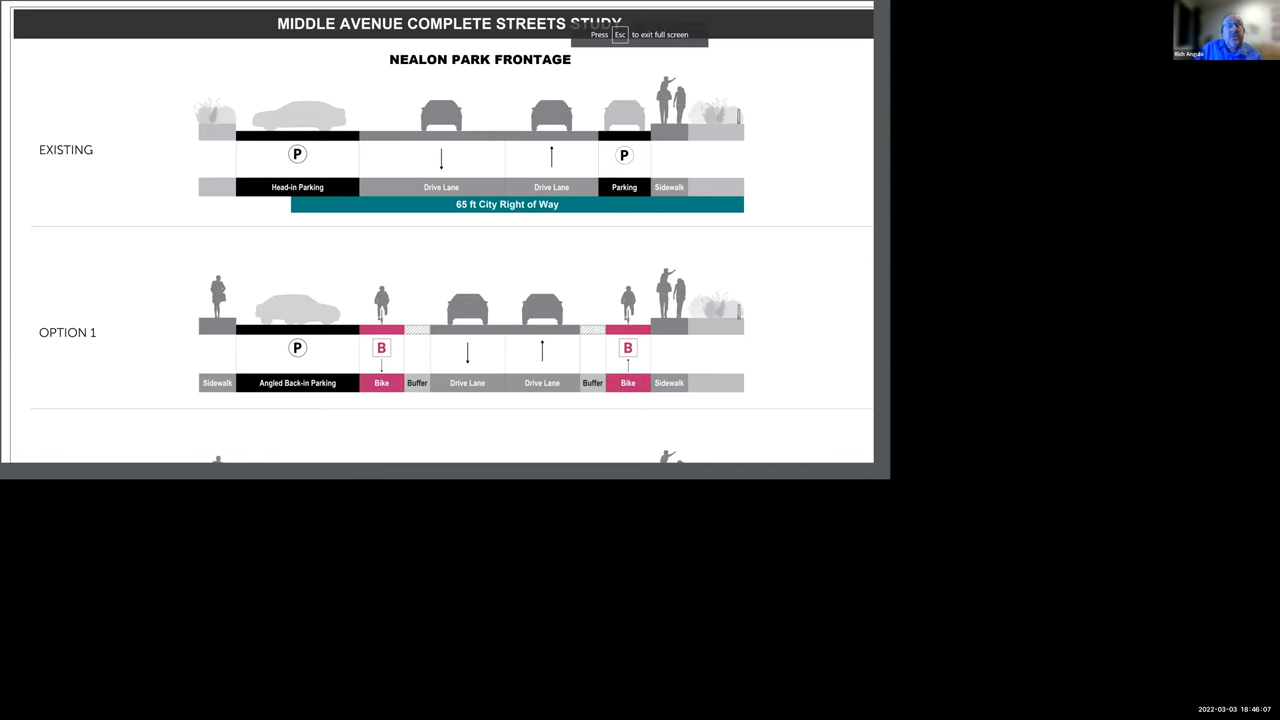 MIDDLE AVENUE COMPLETE STREETS STUDY
Press Esc to exit full screen
Rich Angulo
NEALON PARK FRONTAGE
EXISTING
P P
Head-in Parking Drive Lane Drive Lane Parking Sidewalk
65 ft City Right of Way
OPTION 1
P B B
Sidewalk Angled Back-in Parking Bike Buffer Drive Lane Drive Lane Buffer Bike Sidewalk
2022-03-03 18:46:07